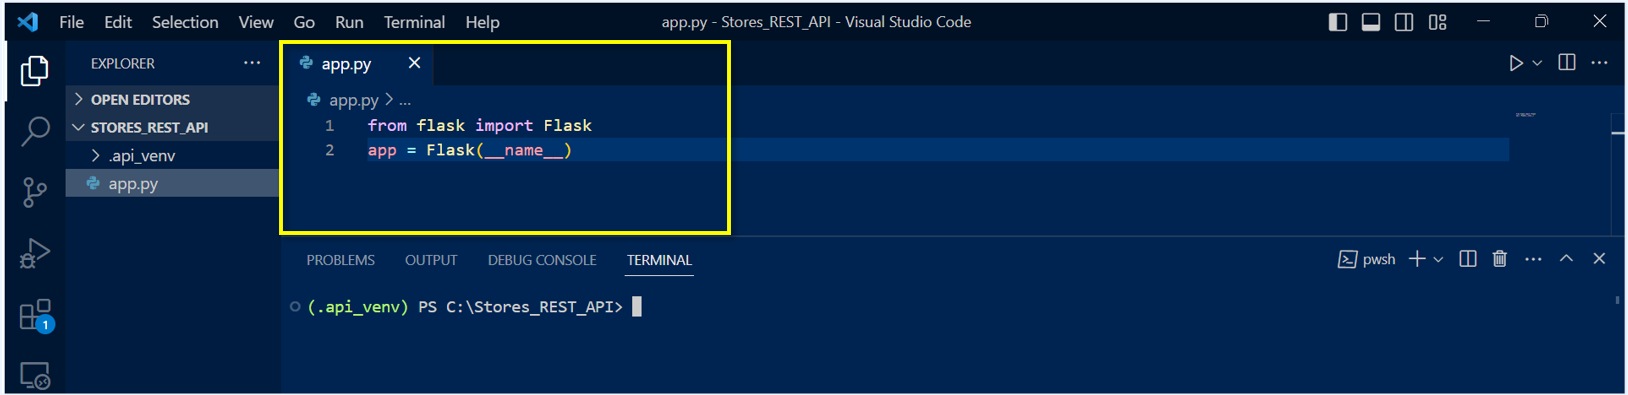 File Edit Selection View Go Run Terminal Help
app.py - Stores_REST_API - Visual Studio Code
EXPLORER ...
OPEN EDITORS
STORES_REST_API
.api_venv
app.py
1
app.py
app.py > ...
1 from flask import Flask
2 app = Flask(__name__)
PROBLEMS OUTPUT DEBUG CONSOLE TERMINAL
pwsh
(.api_venv) PS C:\Stores_REST_API>